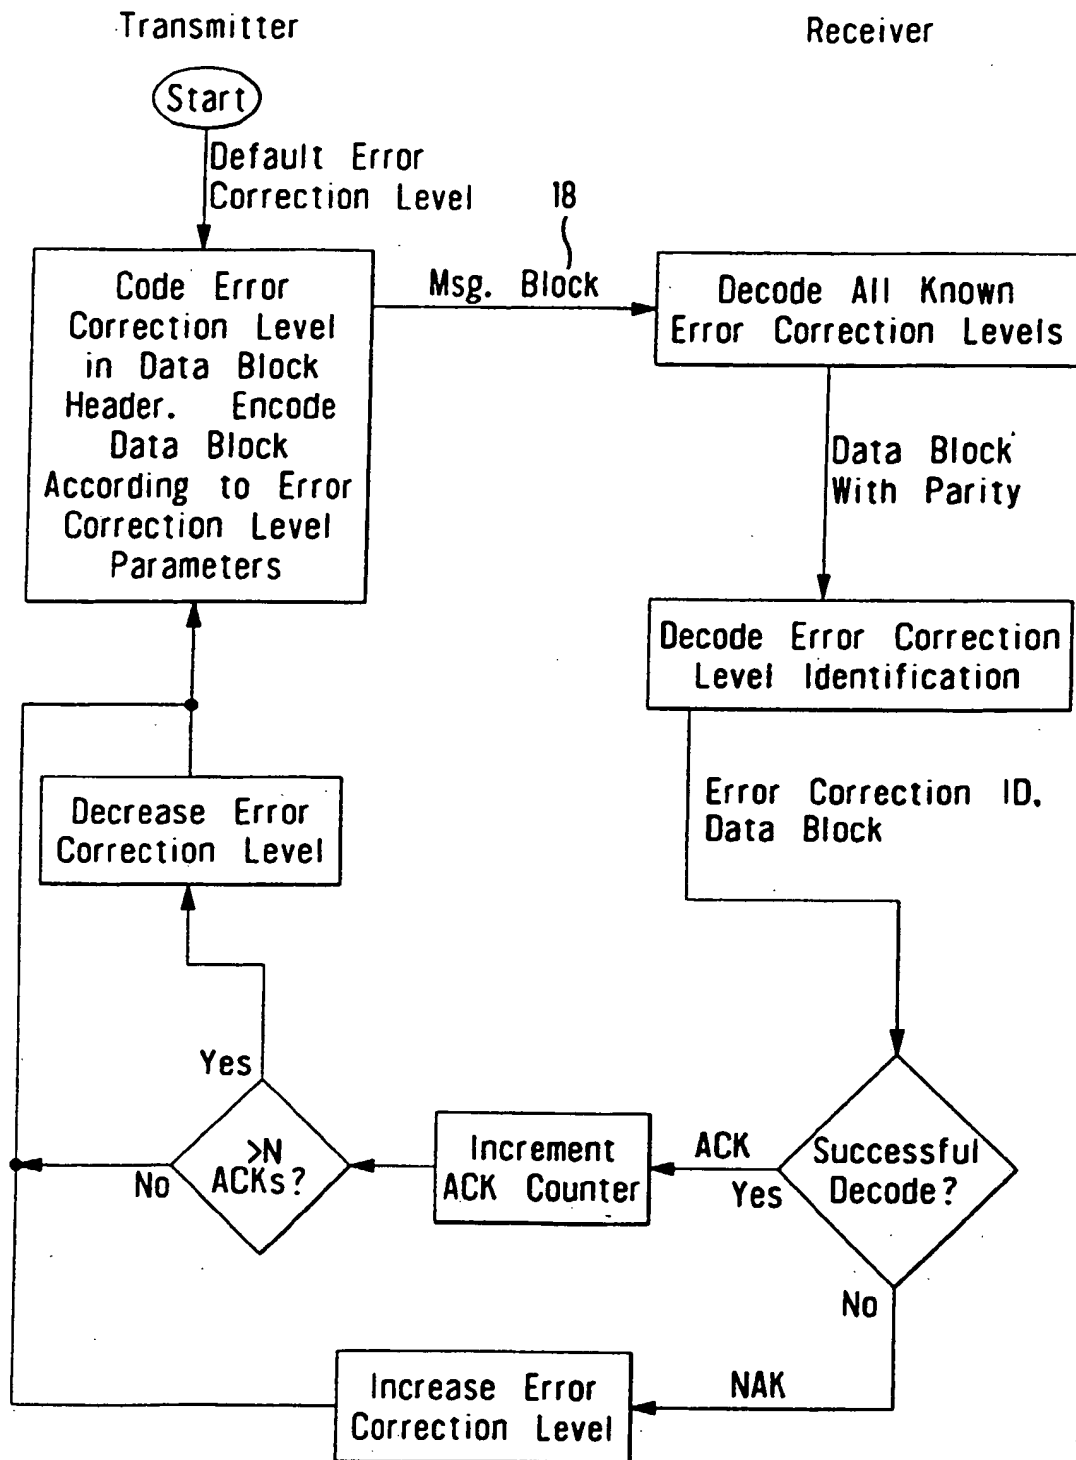 Transmitter
Receiver
Start
Default Error
Correction Level
18
Code Error
Correction Level
in Data Block
Header. Encode
Data Block
According to Error
Correction Level
Parameters
Msg. Block
Decode All Known
Error Correction Levels
Data Block
With Parity
Decode Error Correction
Level Identification
Error Correction ID,
Data Block
Decrease Error
Correction Level
Yes
>N
ACKs?
No
Increment
ACK Counter
ACK
Yes
Successful
Decode?
No
NAK
Increase Error
Correction Level